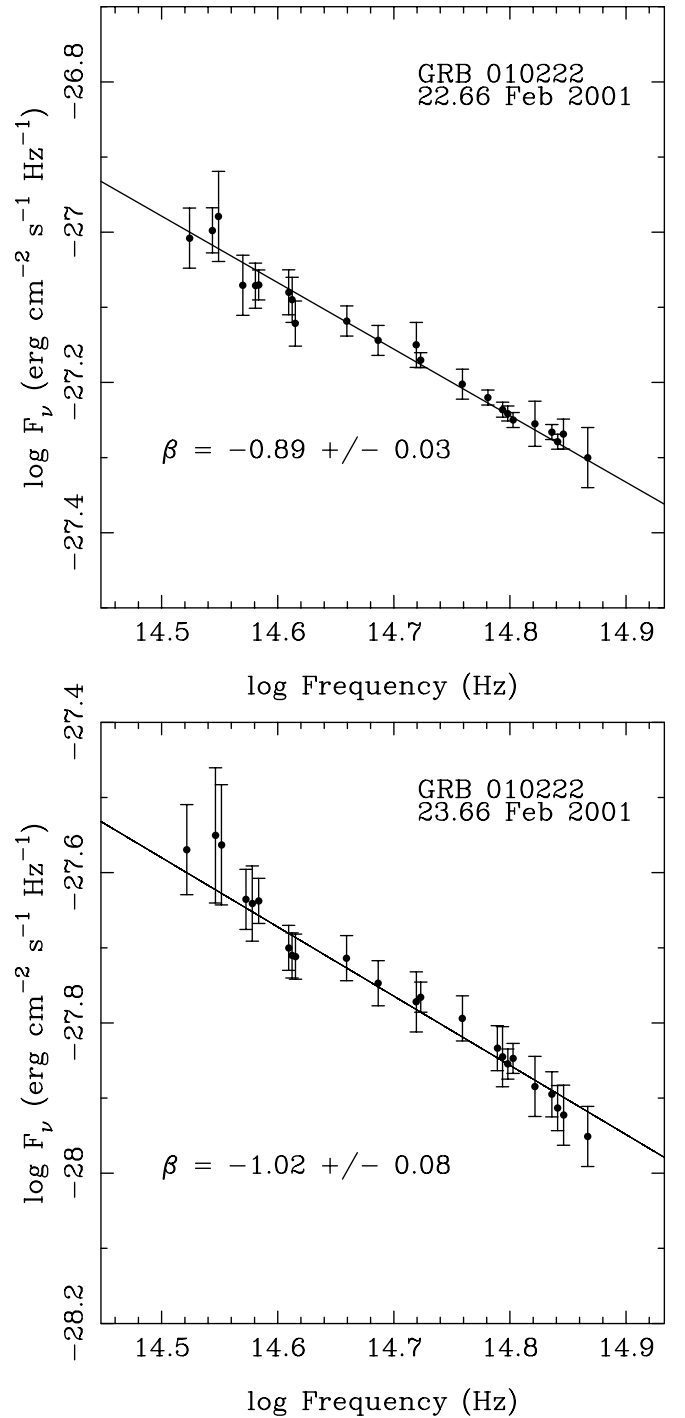 GRB 010222
22.66 Feb 2001
−26.8
−27
−27.2
−27.4
log Fν (erg cm−2 s−1 Hz−1)
β = −0.89 +/− 0.03
14.5 14.6 14.7 14.8 14.9
log Frequency (Hz)
GRB 010222
23.66 Feb 2001
−27.4
−27.6
−27.8
−28
−28.2
log Fν (erg cm−2 s−1 Hz−1)
β = −1.02 +/− 0.08
14.5 14.6 14.7 14.8 14.9
log Frequency (Hz)